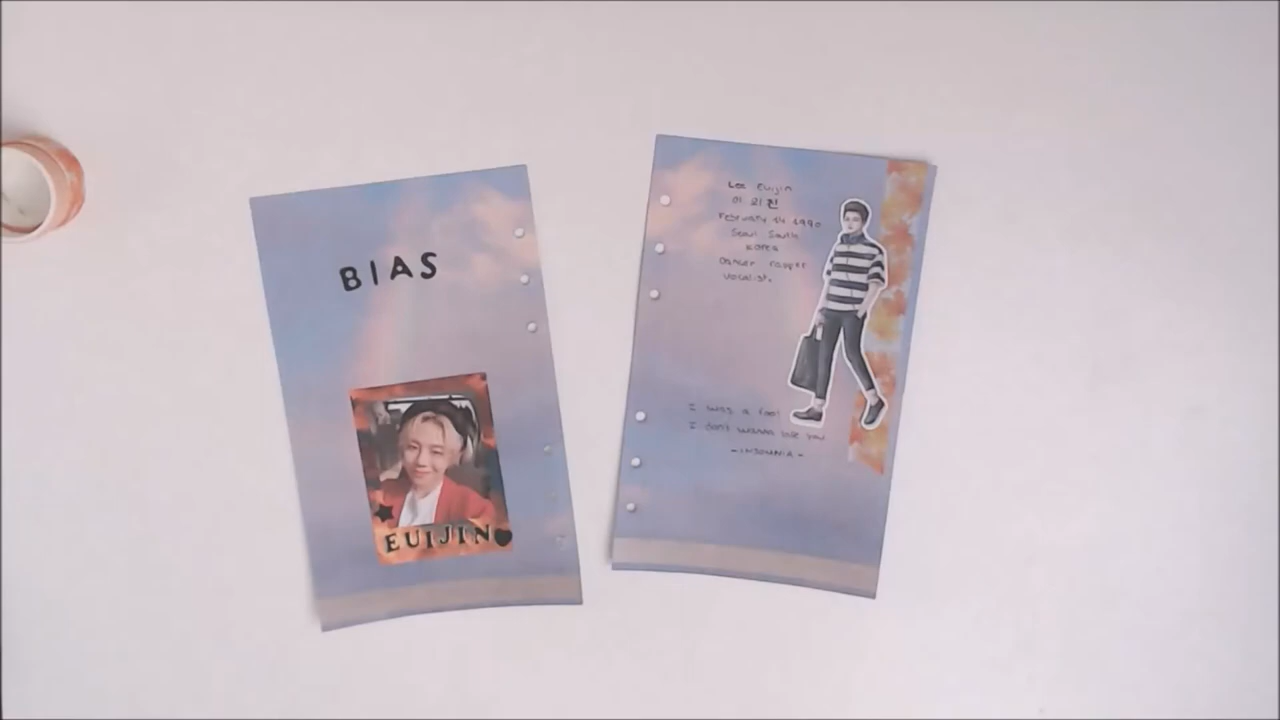 BIAS
EUIJIN
Lee Euijin
이 의 진
February 14 1990
Seoul South
Korea
Dancer rapper
Vocalist.
I was a fool
I don't wanna lose you
-INSOMNIA-